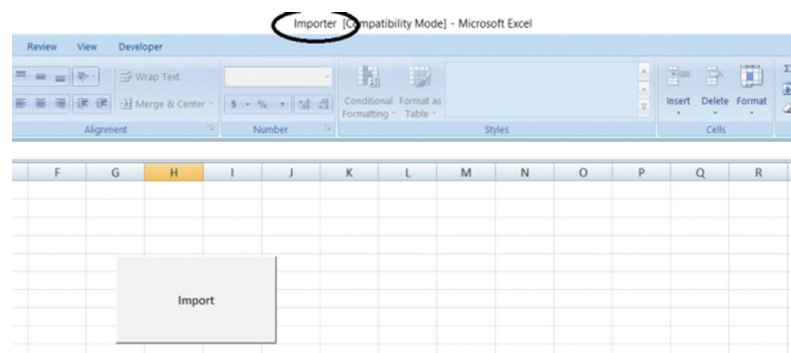 Importer [Compatibility Mode] - Microsoft Excel
Review View Developer
Wrap Text
Merge & Center
$ % ,
Conditional Formatting
Format as Table
Insert Delete Format
Alignment Number Styles Cells
F G H I J K L M N O P Q R
Import